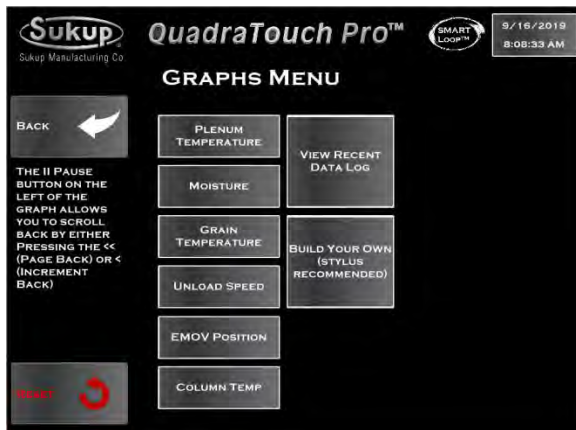 Sukup
Sukup Manufacturing Co
QuadraTouch Pro™
SMART
LOOP™
9/16/2019
8:08:33 AM
GRAPHS MENU
BACK
THE II PAUSE
BUTTON ON THE
LEFT OF THE
GRAPH ALLOWS
YOU TO SCROLL
BACK BY EITHER
PRESSING THE <<
(PAGE BACK) OR <
(INCREMENT
BACK)
RESET
PLENUM
TEMPERATURE
MOISTURE
GRAIN
TEMPERATURE
UNLOAD SPEED
EMOV POSITION
COLUMN TEMP
VIEW RECENT
DATA LOG
BUILD YOUR OWN
(STYLUS
RECOMMENDED)